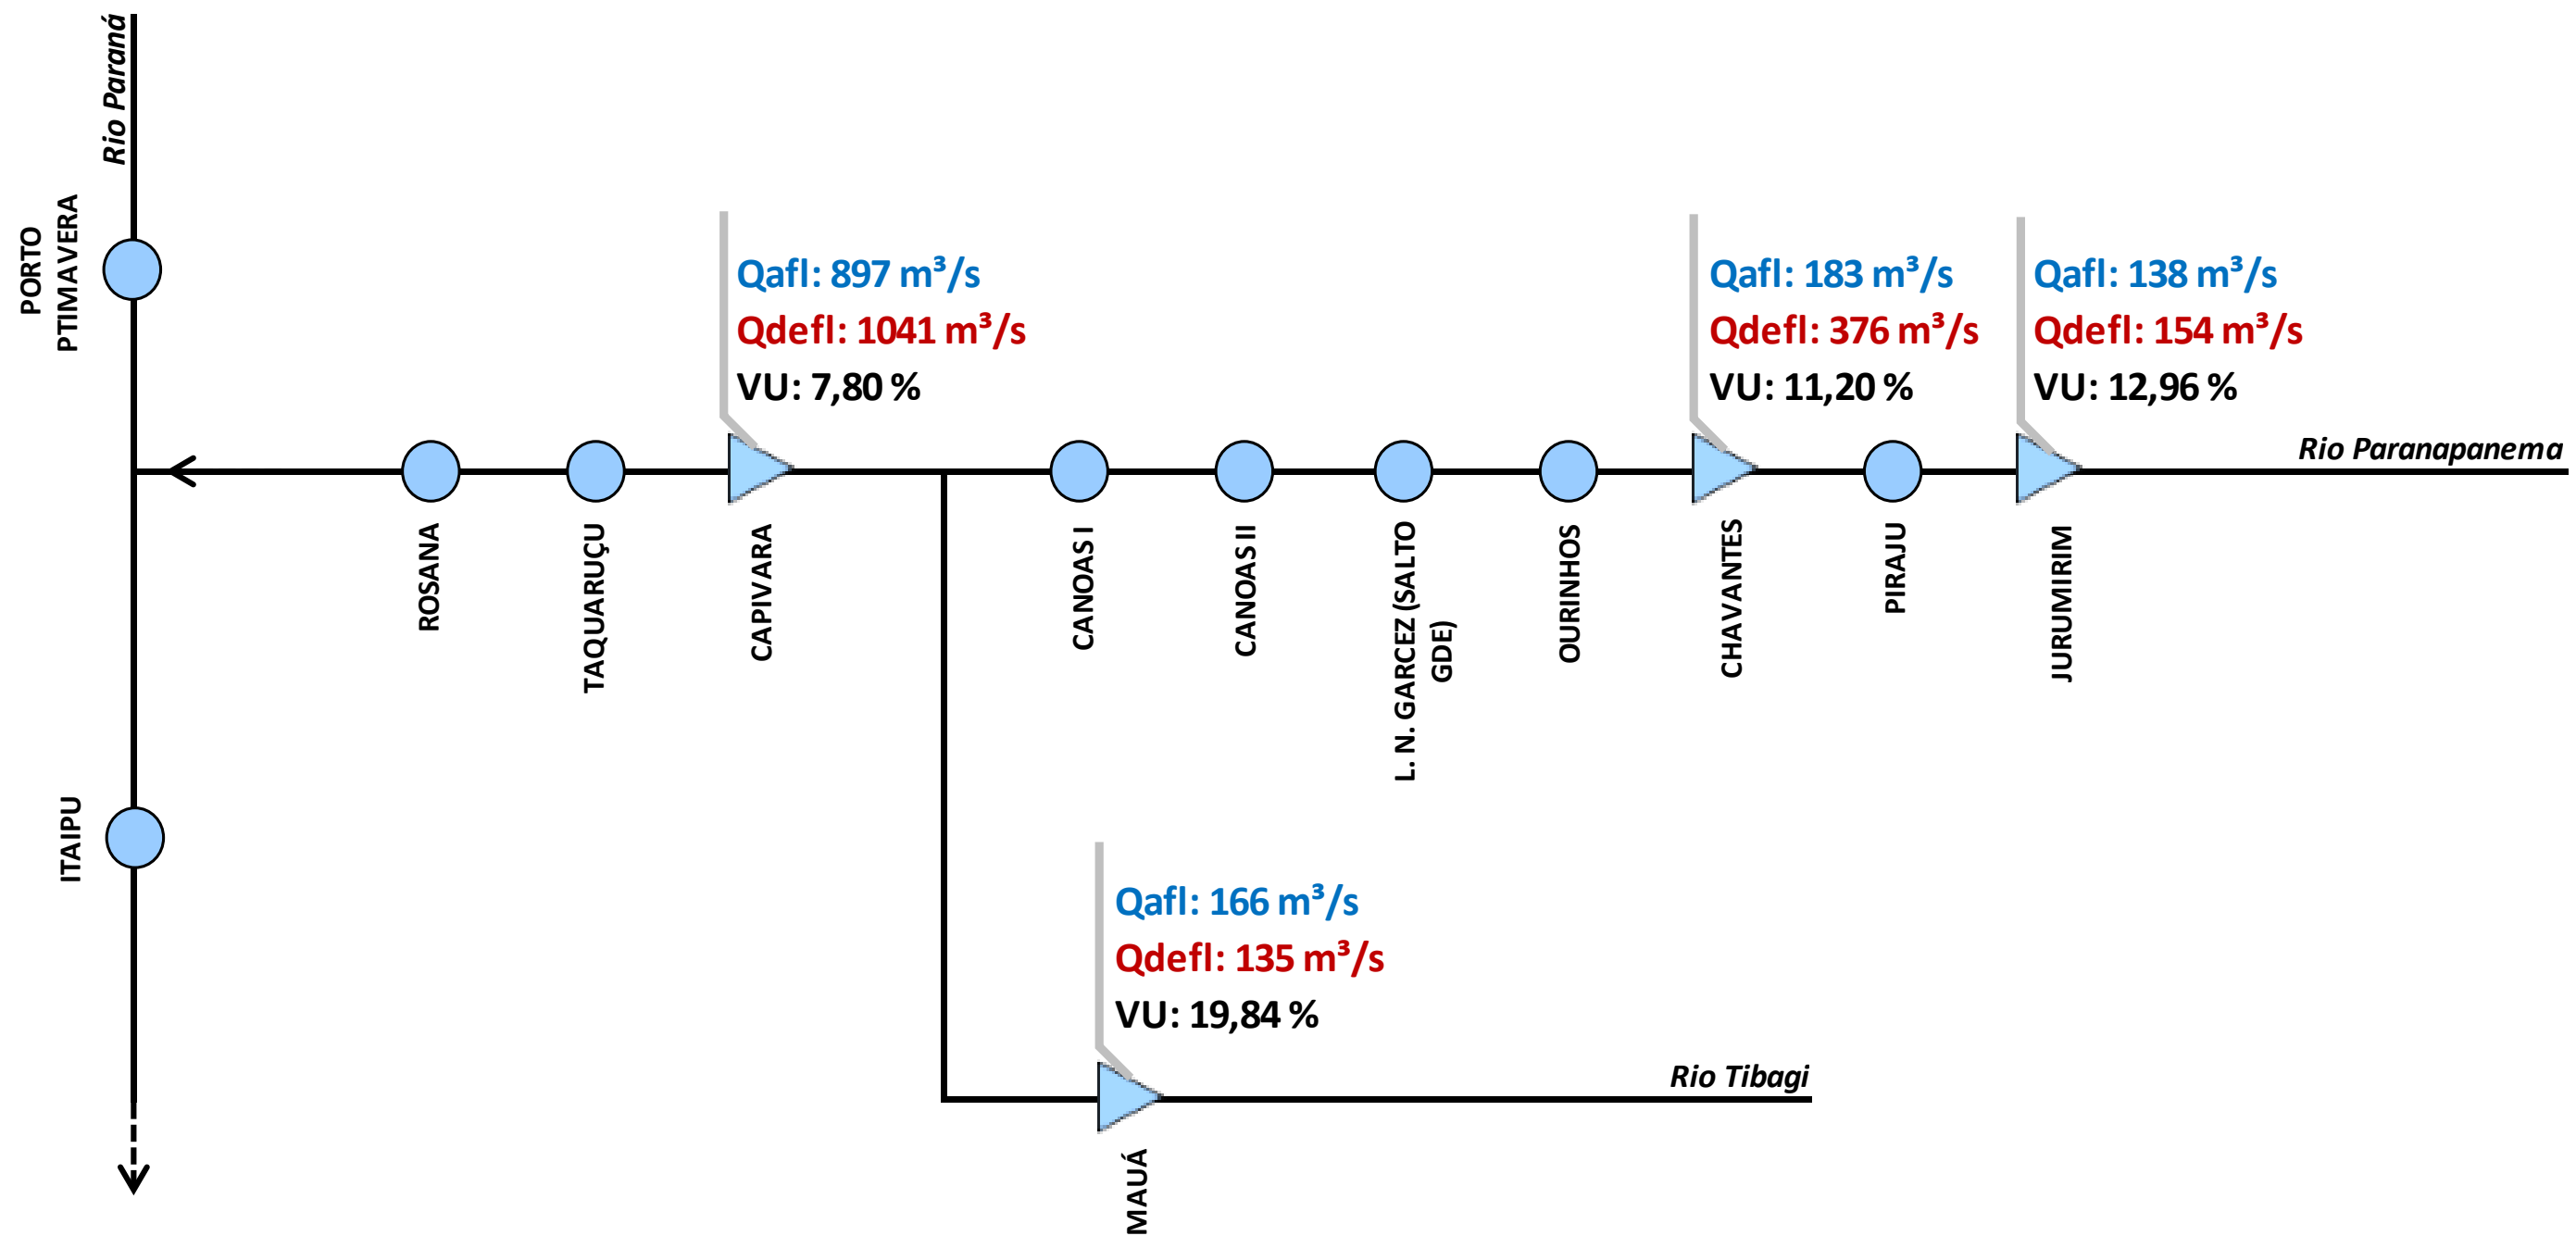 Rio Paraná
PORTO
PTIMAVERA
Qafl: 897 m³/s
Qdefl: 1041 m³/s
VU: 7,80 %
Qafl: 183 m³/s
Qdefl: 376 m³/s
VU: 11,20 %
Qafl: 138 m³/s
Qdefl: 154 m³/s
VU: 12,96 %
Rio Paranapanema
ROSANA
TAQUARUÇU
CAPIVARA
CANOAS I
CANOAS II
L. N. GARCEZ (SALTO
GDE)
OURINHOS
CHAVANTES
PIRAJU
JURUMIRIM
ITAIPU
Qafl: 166 m³/s
Qdefl: 135 m³/s
VU: 19,84 %
Rio Tibagi
MAUÁ